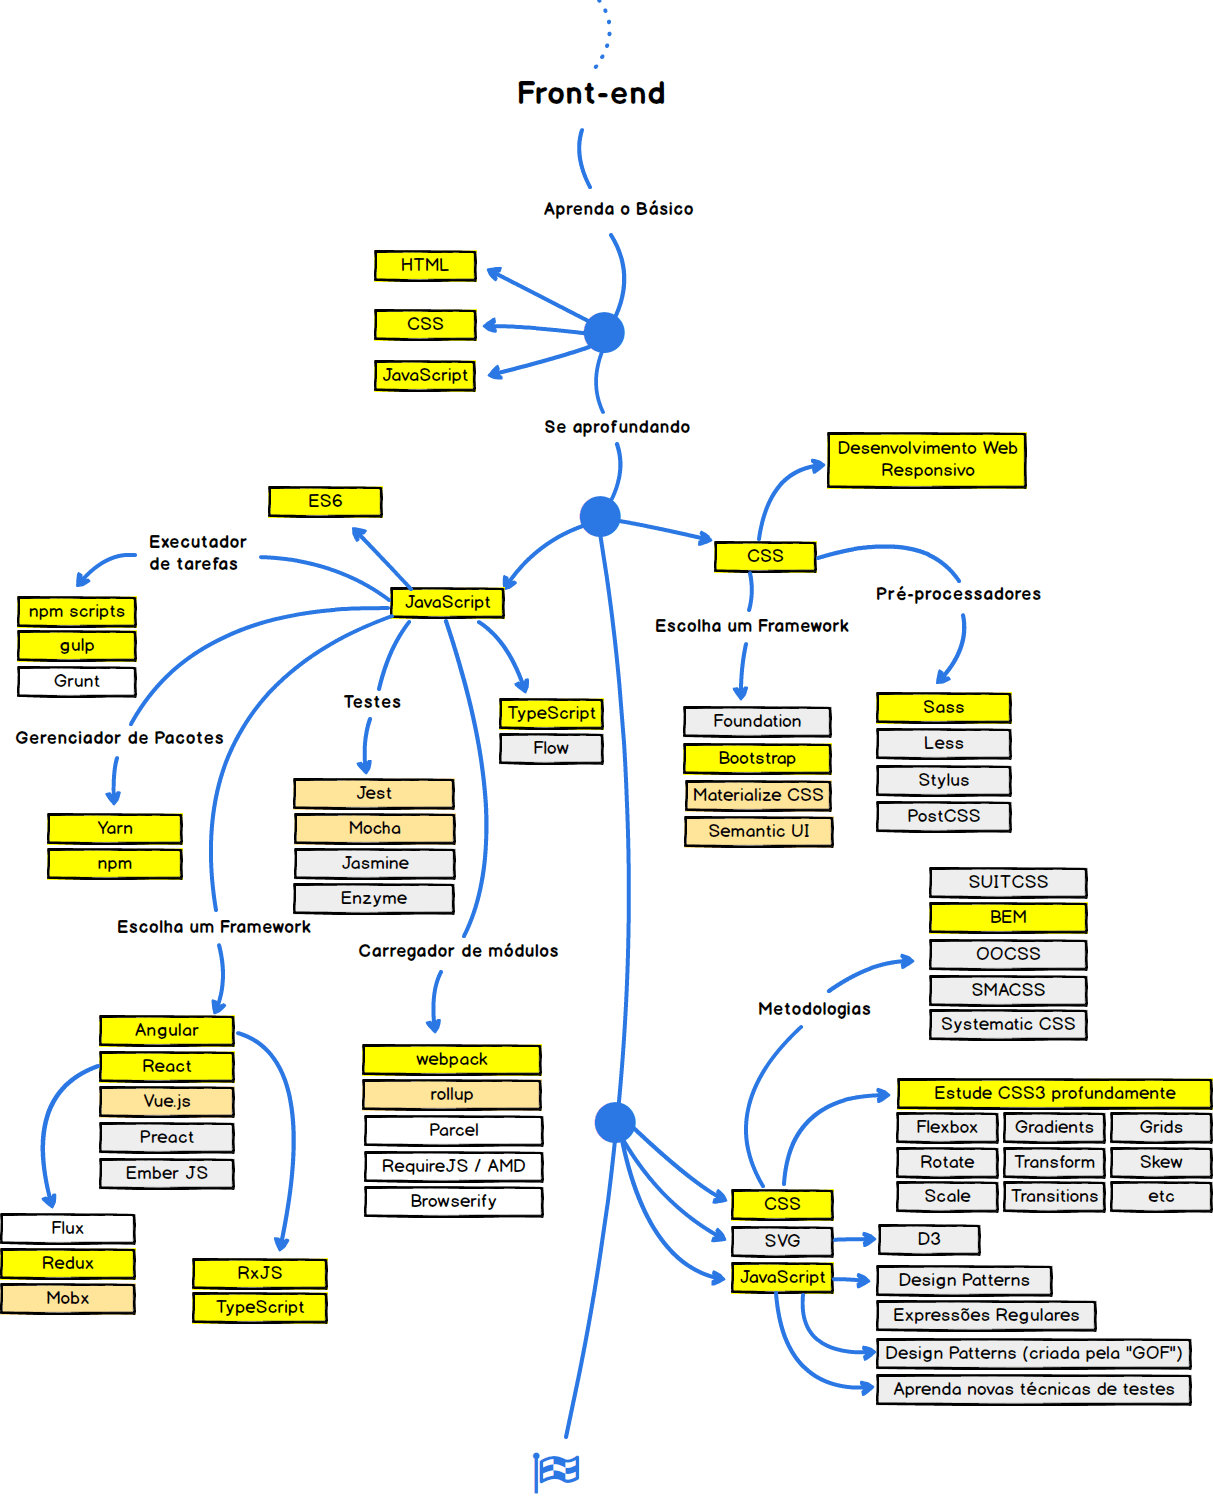 Front-end
Aprenda o Básico
HTML
CSS
JavaScript
Se aprofundando
Desenvolvimento Web
Responsivo
ES6
Executador
de tarefas
CSS
Pré-processadores
JavaScript
npm scripts
gulp
Grunt
Escolha um Framework
Testes
TypeScript
Flow
Gerenciador de Pacotes
Yarn
npm
Foundation
Bootstrap
Materialize CSS
Semantic UI
Sass
Less
Stylus
PostCSS
Jest
Mocha
Jasmine
Enzyme
Escolha um Framework
Carregador de módulos
SUITCSS
BEM
OOCSS
SMACSS
Systematic CSS
Metodologias
Angular
React
Vue.js
Preact
Ember JS
webpack
rollup
Parcel
RequireJS / AMD
Browserify
Flux
Redux
Mobx
RxJS
TypeScript
Estude CSS3 profundamente
Flexbox Gradients Grids
Rotate Transform Skew
Scale Transitions etc
CSS
SVG
D3
JavaScript
Design Patterns
Expressões Regulares
Design Patterns (criada pela "GOF")
Aprenda novas técnicas de testes